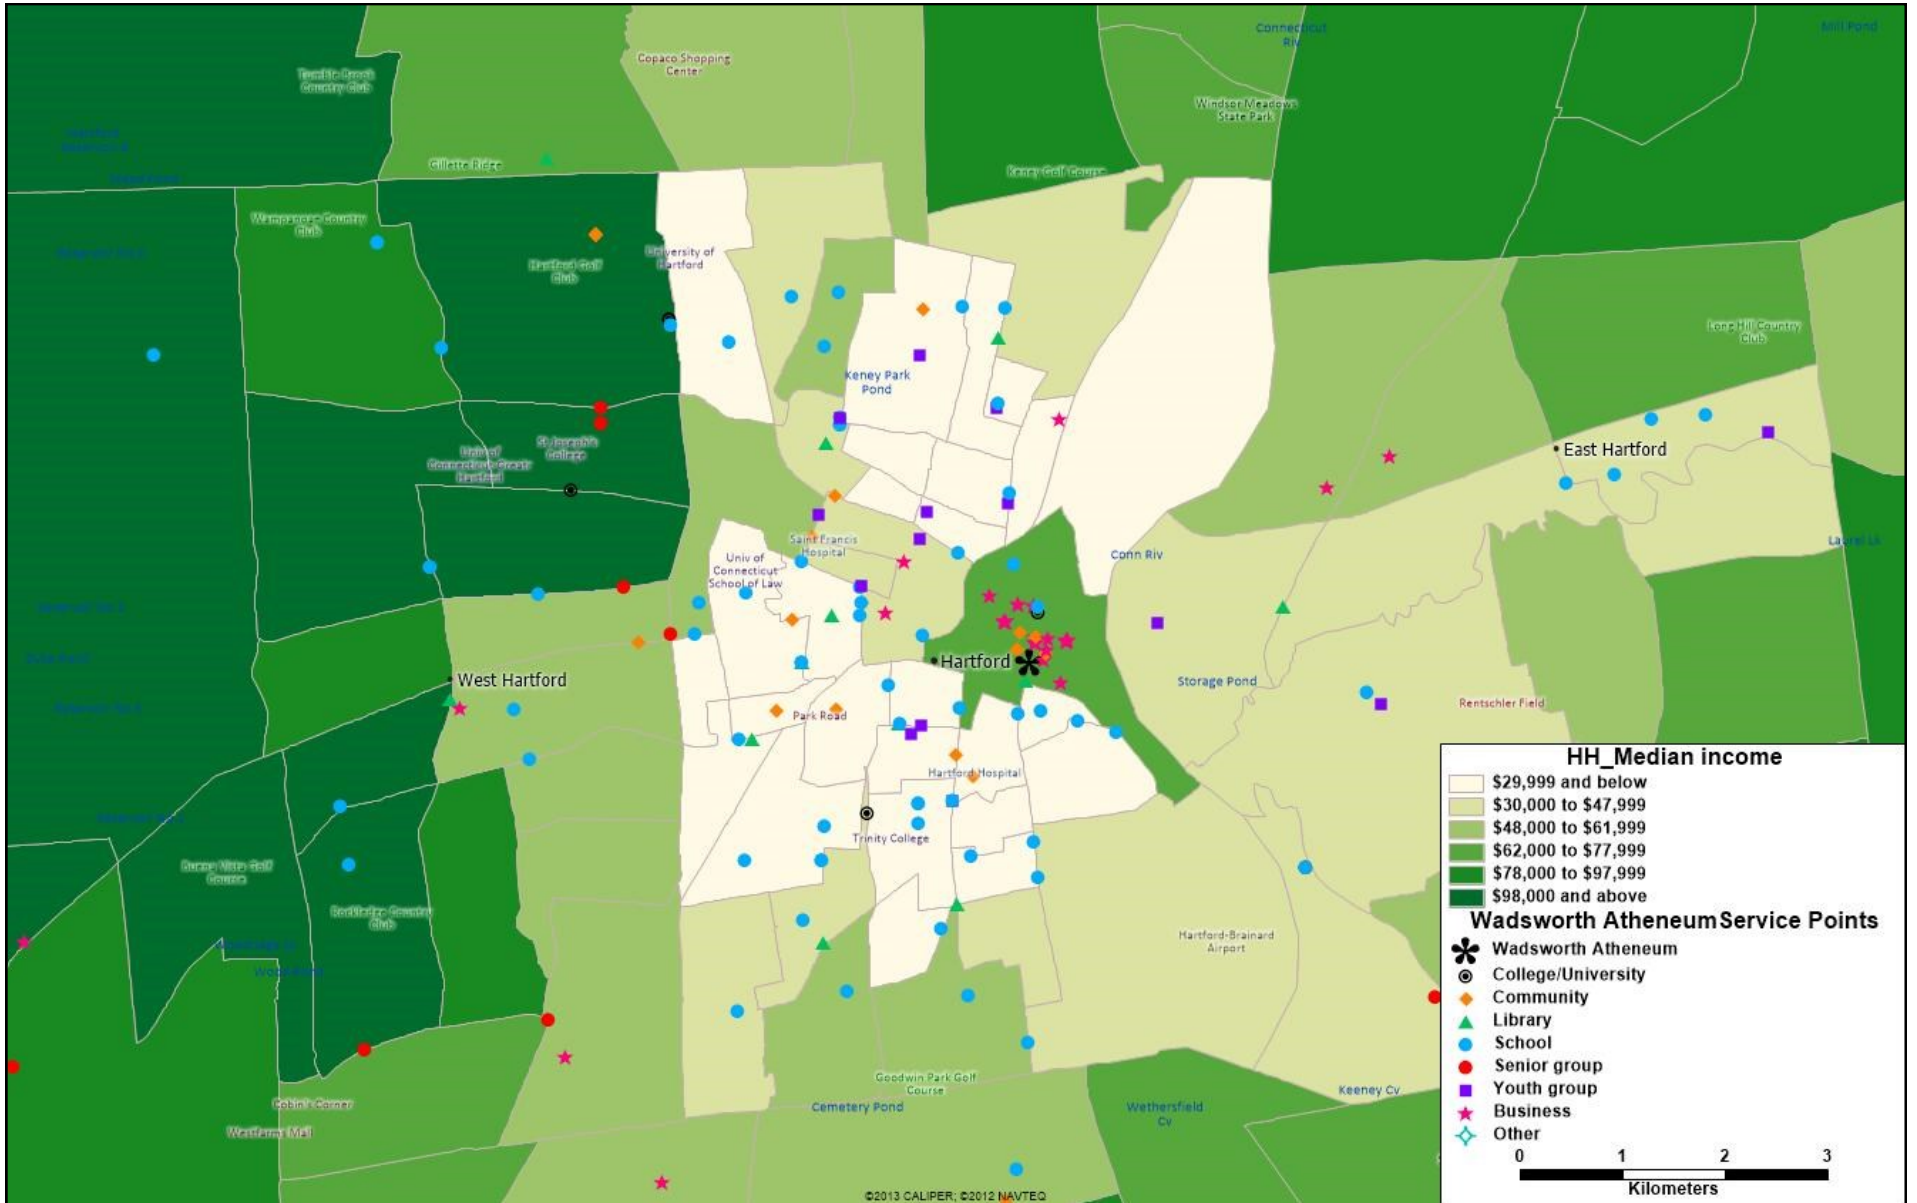 Connecticut
Riv
Mill Pond
Copaco Shopping
Center
Tumble Brook
Country Club
Windsor Meadows
State Park
Gillette Ridge
Keney Golf Course
Wampanoag Country
Club
University of
Hartford
Hartford Golf
Club
Long Hill Country
Club
Keney Park
Pond
St Joseph's
College
Univ of
Connecticut Greatr
Hartford
East Hartford
Saint Francis
Hospital
Conn Riv
Laurel Lk
Univ of
Connecticut
School of Law
Hartford
West Hartford
Storage Pond
Rentschler Field
Park Road
Hartford Hospital
Trinity College
Buena Vista Golf
Course
Rockledge Country
Club
Wood Pond
Hartford-Brainard
Airport
Goodwin Park Golf
Course
Cemetery Pond
Wethersfield
Cv
Keeney Cv
Cobin's Corner
Westfarms Mall
HH_Median income
$29,999 and below
$30,000 to $47,999
$48,000 to $61,999
$62,000 to $77,999
$78,000 to $97,999
$98,000 and above
Wadsworth AtheneumService Points
Wadsworth Atheneum
College/University
Community
Library
School
Senior group
Youth group
Business
Other
0 1 2 3
Kilometers
©2013 CALIPER; ©2012 NAVTEQ